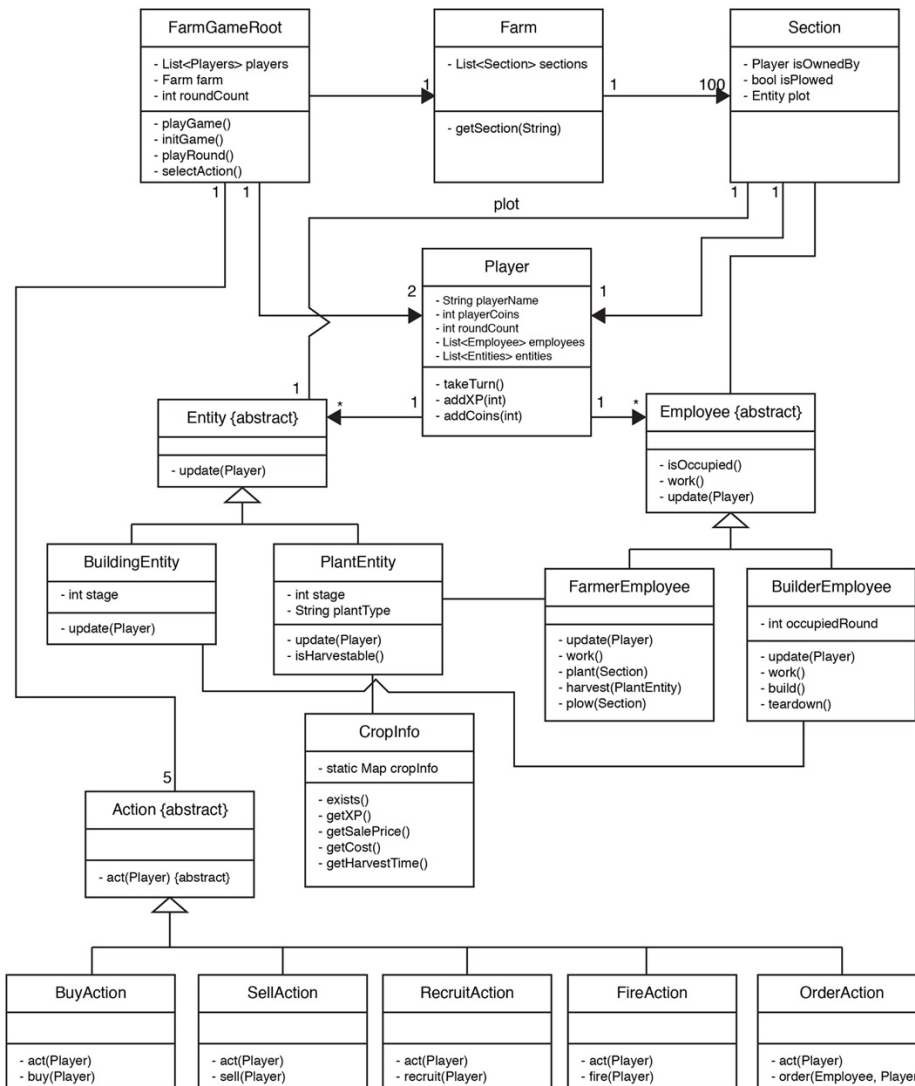 FarmGameRoot
- List<Players> players
- Farm farm
- int roundCount
- playGame()
- initGame()
- playRound()
- selectAction()
1
Farm
- List<Section> sections
- getSection(String)
1
100
Section
- Player isOwnedBy
- bool isPlowed
- Entity plot
1
1
1
1
plot
Player
- String playerName
- int playerCoins
- int roundCount
- List<Employee> employees
- List<Entities> entities
- takeTurn()
- addXP(int)
- addCoins(int)
2
1
1
*
1
1
*
Entity {abstract}
- update(Player)
Employee {abstract}
- isOccupied()
- work()
- update(Player)
BuildingEntity
- int stage
- update(Player)
PlantEntity
- int stage
- String plantType
- update(Player)
- isHarvestable()
FarmerEmployee
- update(Player)
- work()
- plant(Section)
- harvest(PlantEntity)
- plow(Section)
BuilderEmployee
- int occupiedRound
- update(Player)
- work()
- build()
- teardown()
CropInfo
- static Map cropInfo
- exists()
- getXP()
- getSalePrice()
- getCost()
- getHarvestTime()
5
Action {abstract}
- act(Player) {abstract}
BuyAction
- act(Player)
- buy(Player)
SellAction
- act(Player)
- sell(Player)
RecruitAction
- act(Player)
- recruit(Player)
FireAction
- act(Player)
- fire(Player)
OrderAction
- act(Player)
- order(Employee, Player